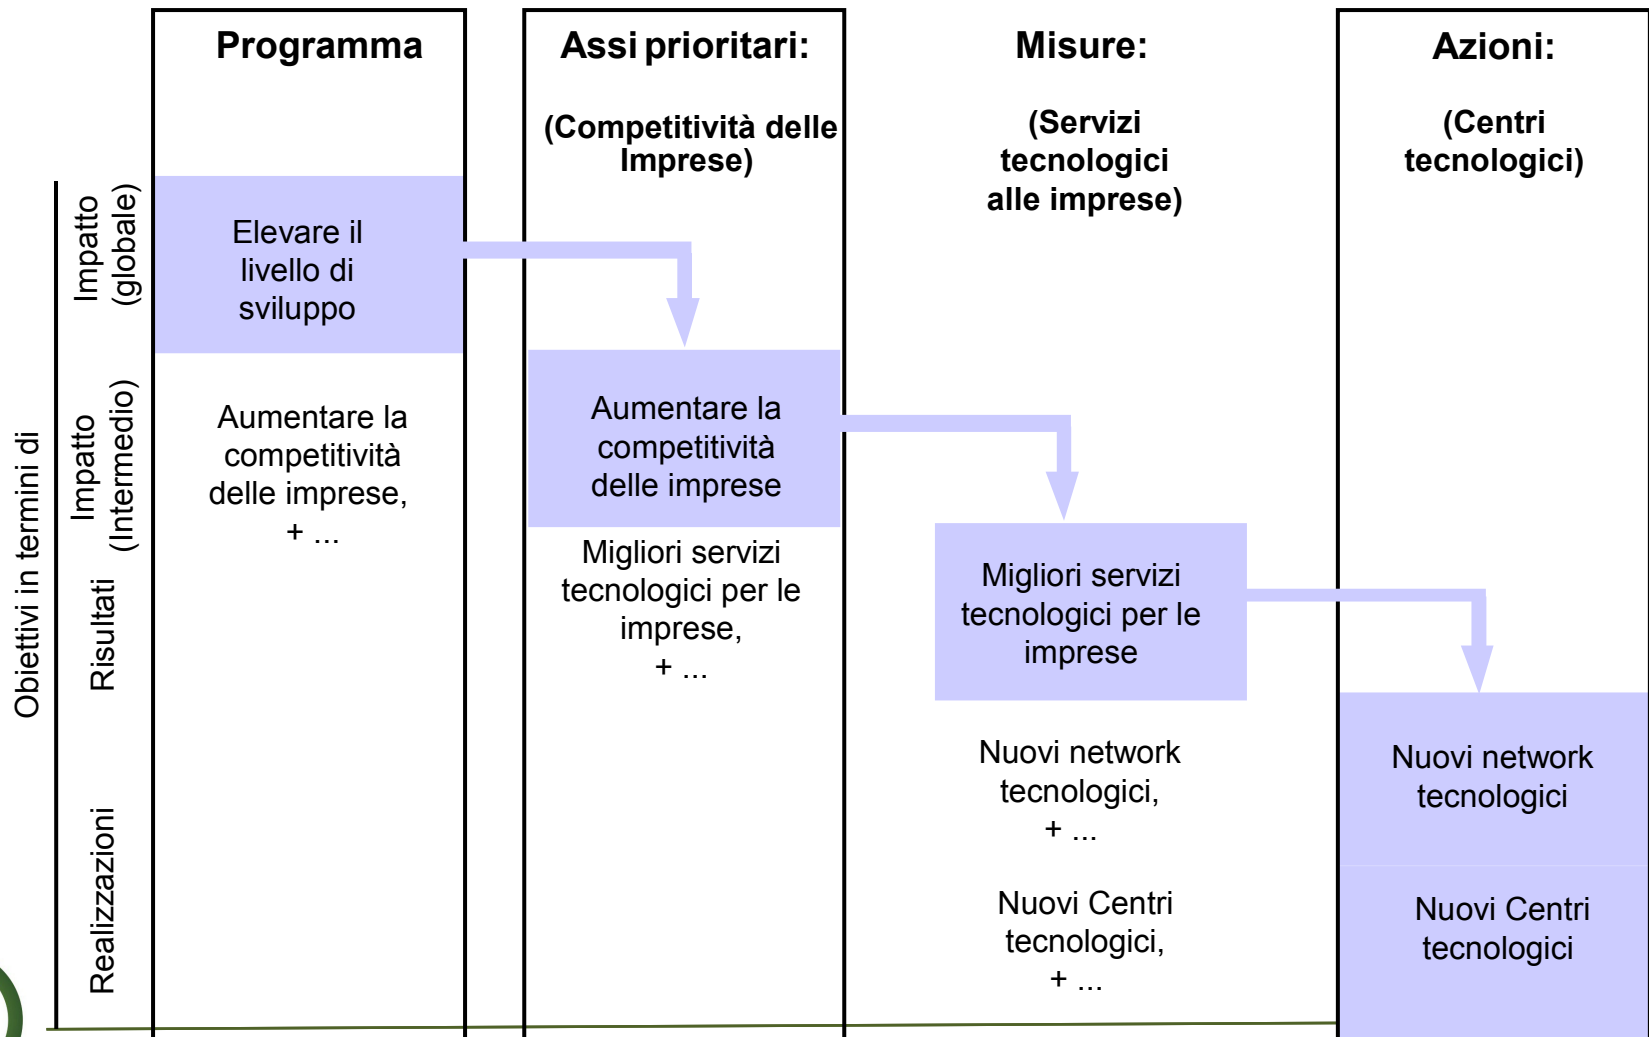 Programma
Assi prioritari:
(Competitività delle
Imprese)
Misure:
(Servizi
tecnologici
alle imprese)
Azioni:
(Centri
tecnologici)
Obiettivi in termini di
Impatto
(globale)
Elevare il
livello di
sviluppo
Impatto
(Intermedio)
Aumentare la
competitività
delle imprese,
+ ...
Aumentare la
competitività
delle imprese
Risultati
Migliori servizi
tecnologici per le
imprese,
+ ...
Migliori servizi
tecnologici per le
imprese
Realizzazioni
Nuovi network
tecnologici,
+ ...
Nuovi network
tecnologici
Nuovi Centri
tecnologici,
+ ...
Nuovi Centri
tecnologici